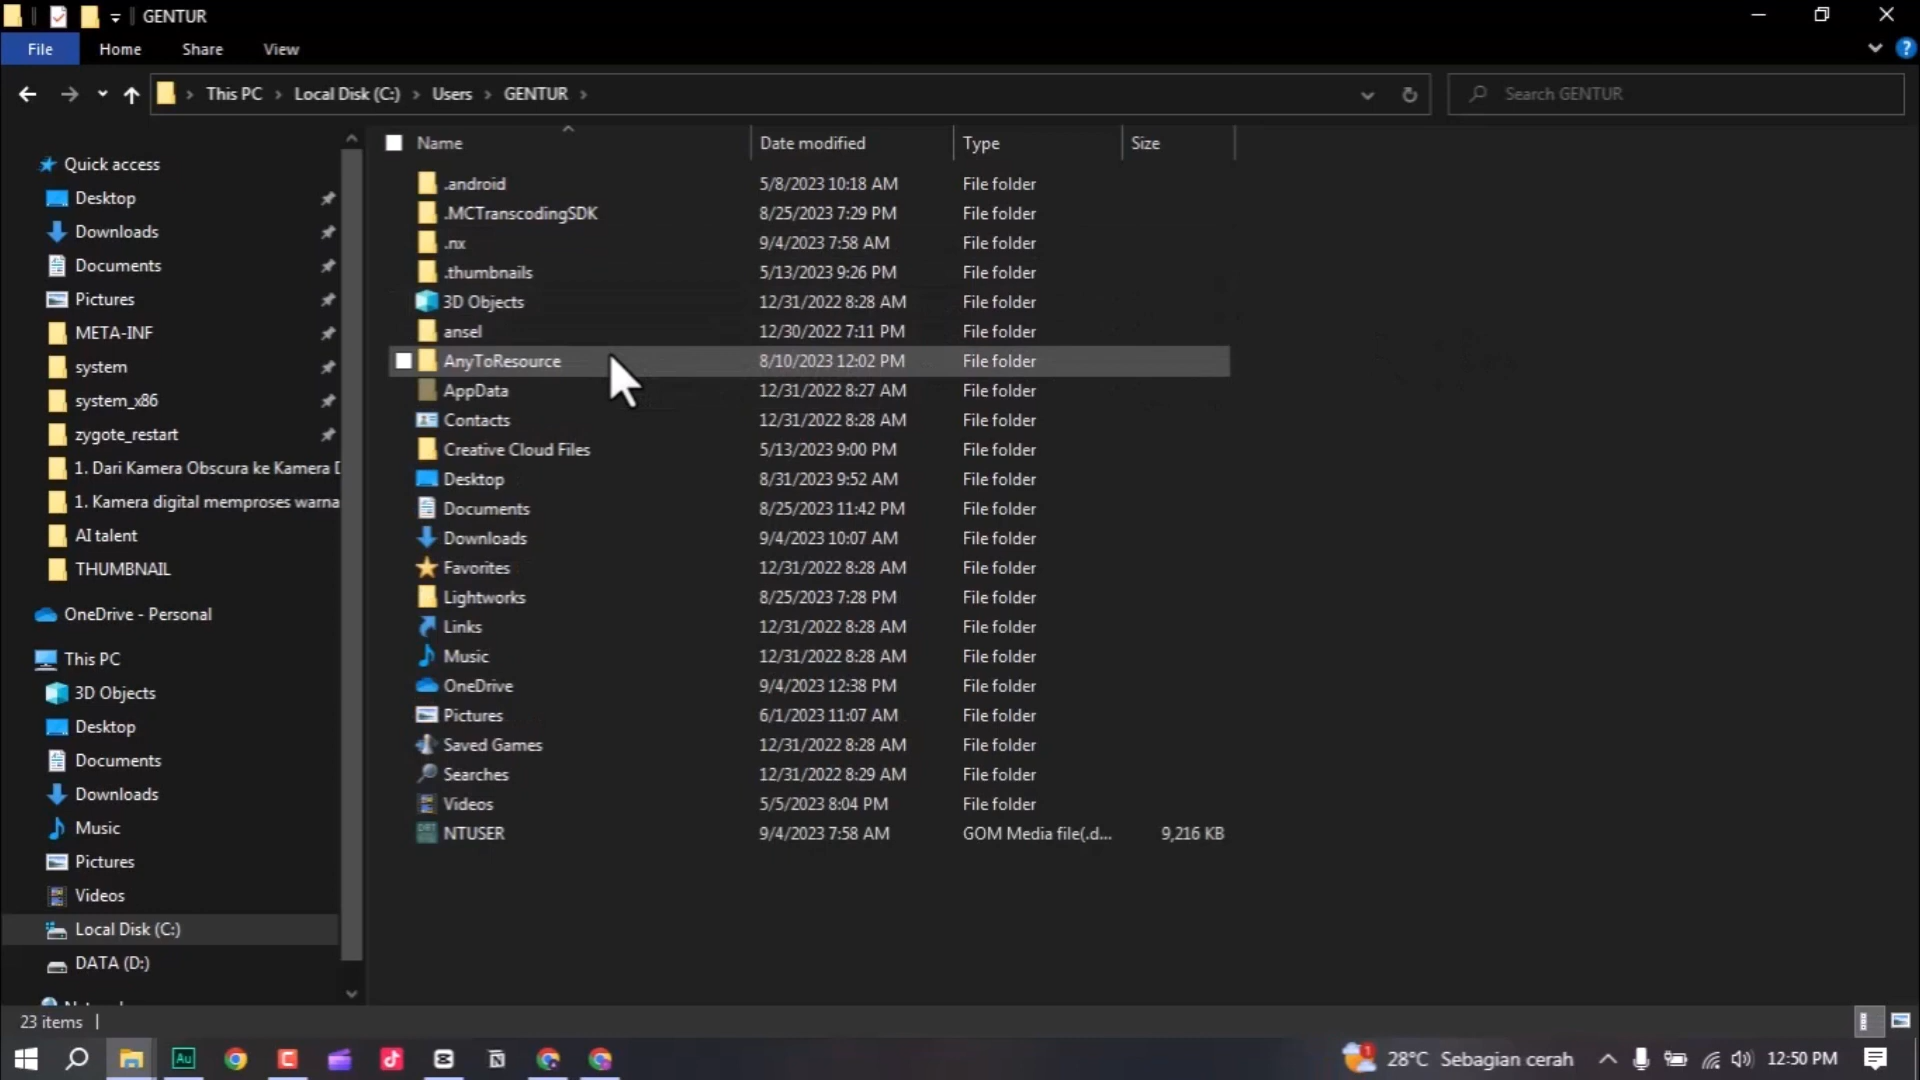 GENTUR
File Home Share View
This PC Local Disk (C:) Users GENTUR Search GENTUR
Name Date modified Type Size
Quick access
Desktop
Downloads
Documents
Pictures
META-INF
system
system_x86
zygote_restart
1. Dari Kamera Obscura ke Kamera D
1. Kamera digital memproses warna
AI talent
THUMBNAIL
OneDrive - Personal
This PC
3D Objects
Desktop
Documents
Downloads
Music
Pictures
Videos
Local Disk (C:)
DATA (D:)
.android 5/8/2023 10:18 AM File folder
.MCTranscodingSDK 8/25/2023 7:29 PM File folder
.nx 9/4/2023 7:58 AM File folder
.thumbnails 5/13/2023 9:26 PM File folder
3D Objects 12/31/2022 8:28 AM File folder
ansel 12/30/2022 7:11 PM File folder
AnyToResource 8/10/2023 12:02 PM File folder
AppData 12/31/2022 8:27 AM File folder
Contacts 12/31/2022 8:28 AM File folder
Creative Cloud Files 5/13/2023 9:00 PM File folder
Desktop 8/31/2023 9:52 AM File folder
Documents 8/25/2023 11:42 PM File folder
Downloads 9/4/2023 10:07 AM File folder
Favorites 12/31/2022 8:28 AM File folder
Lightworks 8/25/2023 7:28 PM File folder
Links 12/31/2022 8:28 AM File folder
Music 12/31/2022 8:28 AM File folder
OneDrive 9/4/2023 12:38 PM File folder
Pictures 6/1/2023 11:07 AM File folder
Saved Games 12/31/2022 8:28 AM File folder
Searches 12/31/2022 8:29 AM File folder
Videos 5/5/2023 8:04 PM File folder
NTUSER 9/4/2023 7:58 AM GOM Media file(.d... 9,216 KB
23 items
Au 1 28°C Sebagian cerah 12:50 PM